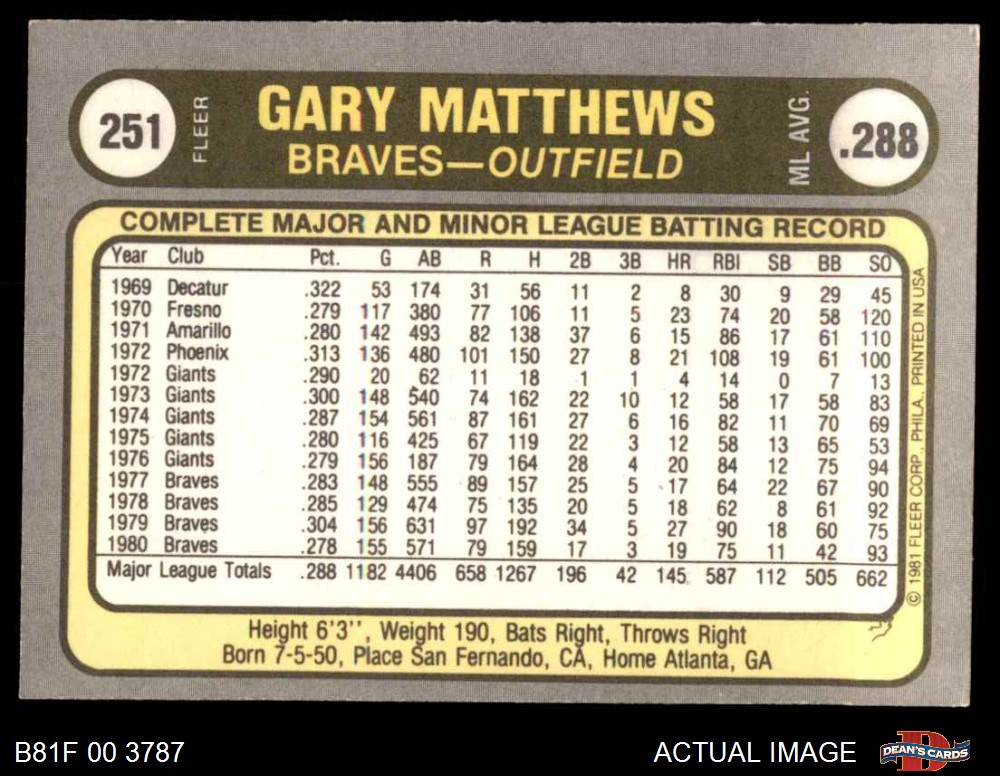 251 FLEER GARY MATTHEWS ML AVG. .288
BRAVES—OUTFIELD
COMPLETE MAJOR AND MINOR LEAGUE BATTING RECORD
Year Club Pct. G AB R H 2B 3B HR RBI SB BB SO
1969 Decatur .322 53 174 31 56 11 2 8 30 9 29 45
1970 Fresno .279 117 380 77 106 11 5 23 74 20 58 120
1971 Amarillo .280 142 493 82 138 37 6 15 86 17 61 110
1972 Phoenix .313 136 480 101 150 27 8 21 108 19 61 100
1972 Giants .290 20 62 11 18 1 1 4 14 0 7 13
1973 Giants .300 148 540 74 162 22 10 12 58 17 58 83
1974 Giants .287 154 561 87 161 27 6 16 82 11 70 69
1975 Giants .280 116 425 67 119 22 3 12 58 13 65 53
1976 Giants .279 156 187 79 164 28 4 20 84 12 75 94
1977 Braves .283 148 555 89 157 25 5 17 64 22 67 90
1978 Braves .285 129 474 75 135 20 5 18 62 8 61 92
1979 Braves .304 156 631 97 192 34 5 27 90 18 60 75
1980 Braves .278 155 571 79 159 17 3 19 75 11 42 93
Major League Totals .288 1182 4406 658 1267 196 42 145 587 112 505 662
© 1981 FLEER CORP., PHILA., PRINTED IN USA
Height 6'3'', Weight 190, Bats Right, Throws Right
Born 7-5-50, Place San Fernando, CA, Home Atlanta, GA
B81F 00 3787
ACTUAL IMAGE
DEAN'S CARDS